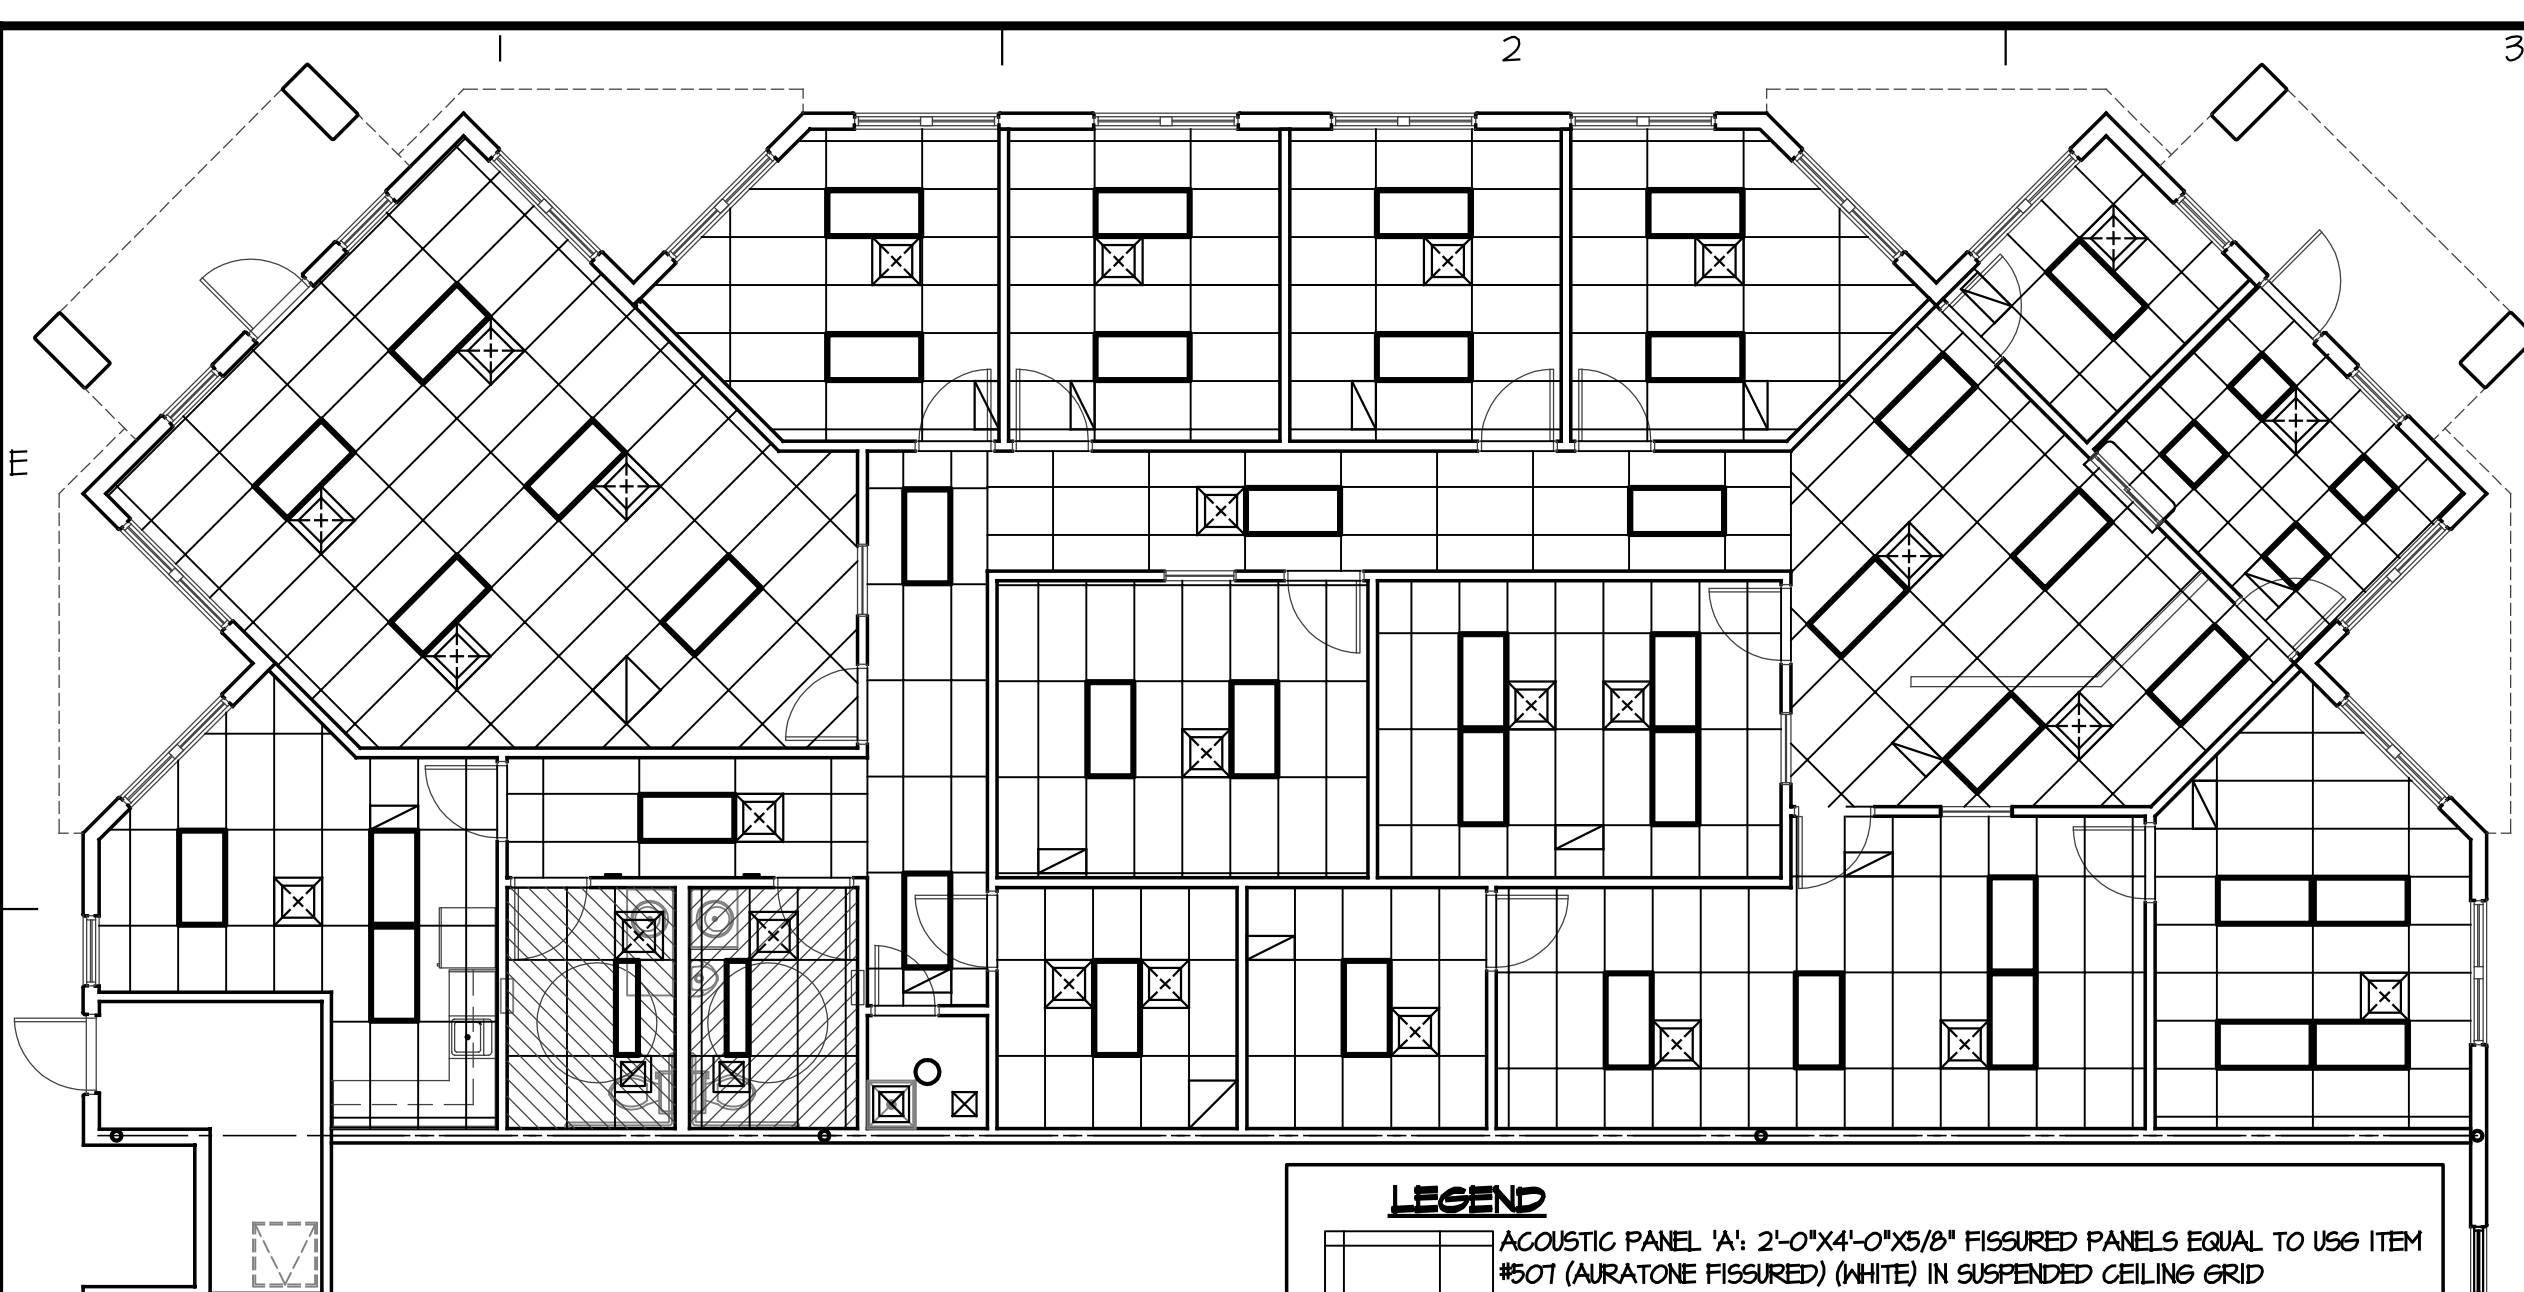 1
2
3
E
LEGEND
ACOUSTIC PANEL 'A': 2'-0"X4'-0"X5/8" FISSURED PANELS EQUAL TO USG ITEM
#507 (AURATONE FISSURED) (WHITE) IN SUSPENDED CEILING GRID